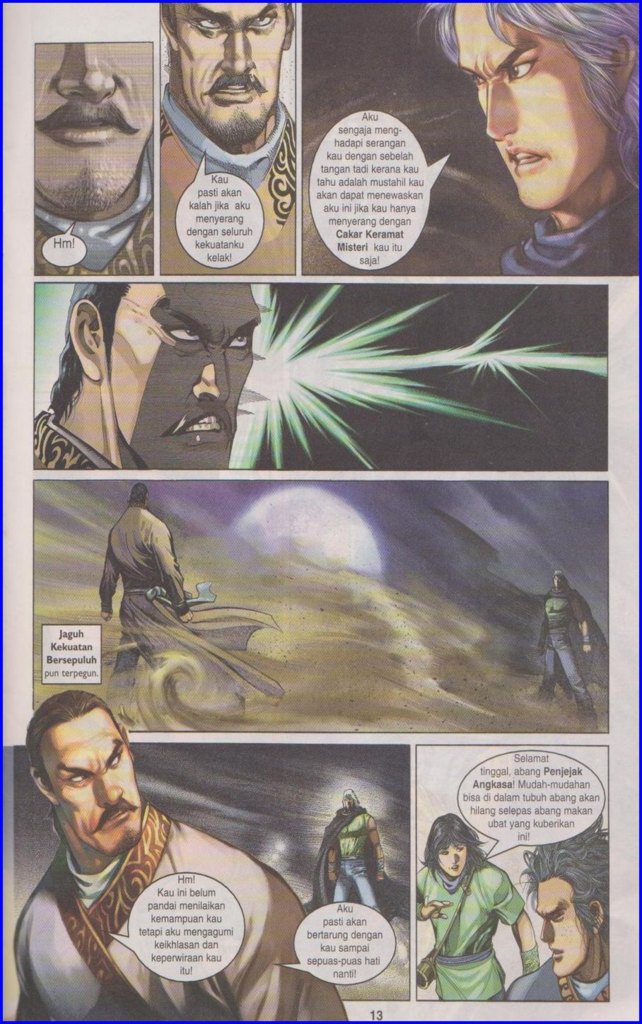 Hm!
Kau
pasti akan
kalah jika aku
menyerang
dengan seluruh
kekuatanku
kelak!
Aku
sengaja meng-
hadapi serangan
kau dengan sebelah
tangan tadi kerana kau
tahu adalah mustahil kau
akan dapat menewaskan
aku ini jika kau hanya
menyerang dengan
Cakar Keramat
Misteri kau itu
saja!
Jaguh
Kekuatan
Bersepuluh
pun terpegun.
Hm!
Kau ini belum
pandai menilaikan
kemampuan kau
tetapi aku mengagumi
keikhlasan dan
keperwiraan kau
itu!
Aku
pasti akan
bertarung dengan
kau sampai
sepuas-puas hati
nanti!
Selamat
tinggal, abang Penjejak
Angkasa! Mudah-mudahan
bisa di dalam tubuh abang akan
hilang selepas abang makan
ubat yang kuberikan
ini!
13